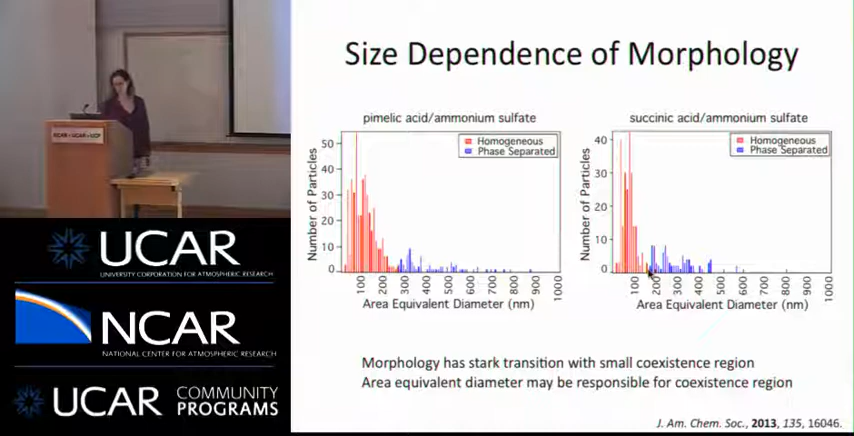 Size Dependence of Morphology
pimelic acid/ammonium sulfate
Homogeneous
Phase Separated
Number of Particles
50
40
30
20
10
0
100
200
300
400
500
600
700
800
900
1000
Area Equivalent Diameter (nm)
succinic acid/ammonium sulfate
Homogeneous
Phase Separated
Number of Particles
40
30
20
10
0
100
200
300
400
500
600
700
800
900
1000
Area Equivalent Diameter (nm)
Morphology has stark transition with small coexistence region
Area equivalent diameter may be responsible for coexistence region
J. Am. Chem. Soc., 2013, 135, 16046.
NCAR • UCAR • UCP
UCAR
UNIVERSITY CORPORATION FOR ATMOSPHERIC RESEARCH
NCAR
NATIONAL CENTER FOR ATMOSPHERIC RESEARCH
UCAR
COMMUNITY
PROGRAMS